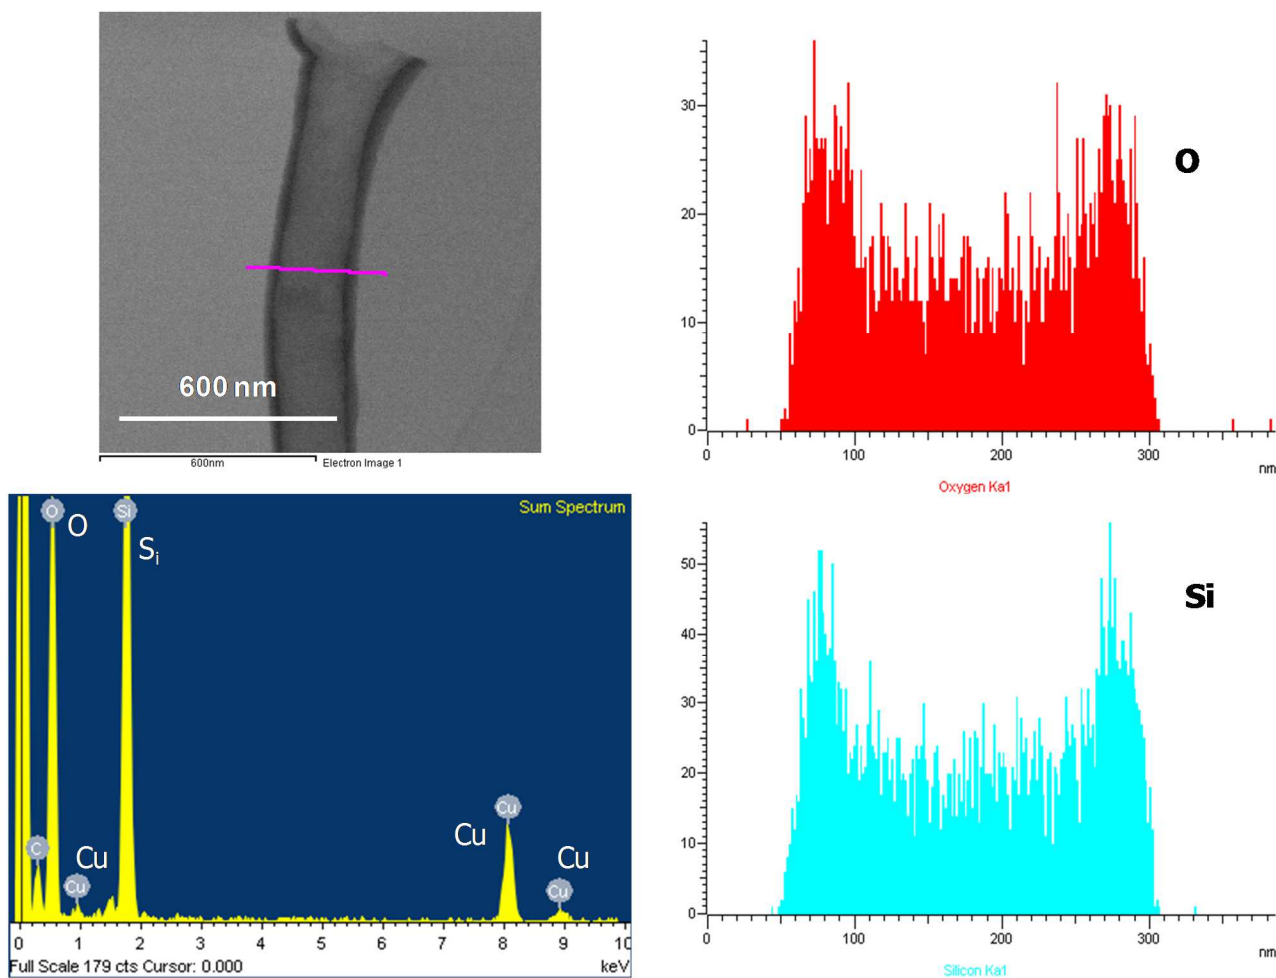 600 nm
600nm
Electron Image 1
30
20
10
0
0 100 200 300
nm
Oxygen Ka1
O
Sum Spectrum
O
O
Si
Si
C
Cu
Cu
Cu
Cu
Cu
Cu
0 1 2 3 4 5 6 7 8 9 10
Full Scale 179 cts Cursor: 0.000
keV
50
40
30
20
10
0
0 100 200 300
nm
Silicon Ka1
Si